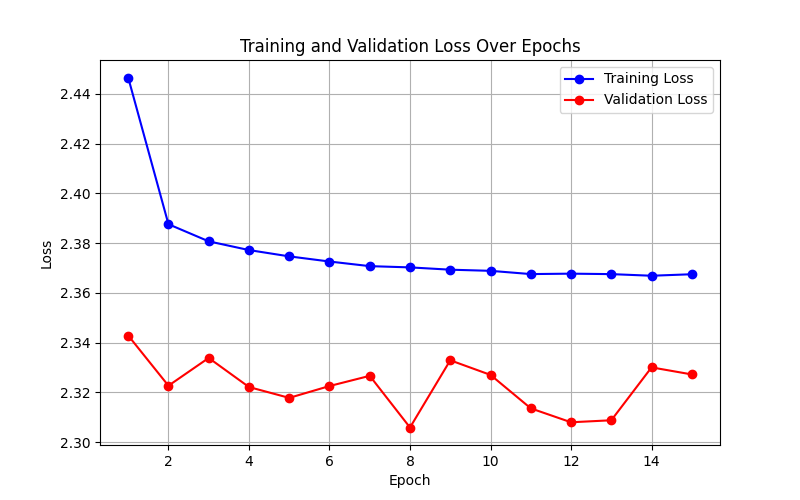 Training and Validation Loss Over Epochs
Training Loss
Validation Loss
2.44
2.42
2.40
2.38
2.36
2.34
2.32
2.30
Loss
2 4 6 8 10 12 14
Epoch